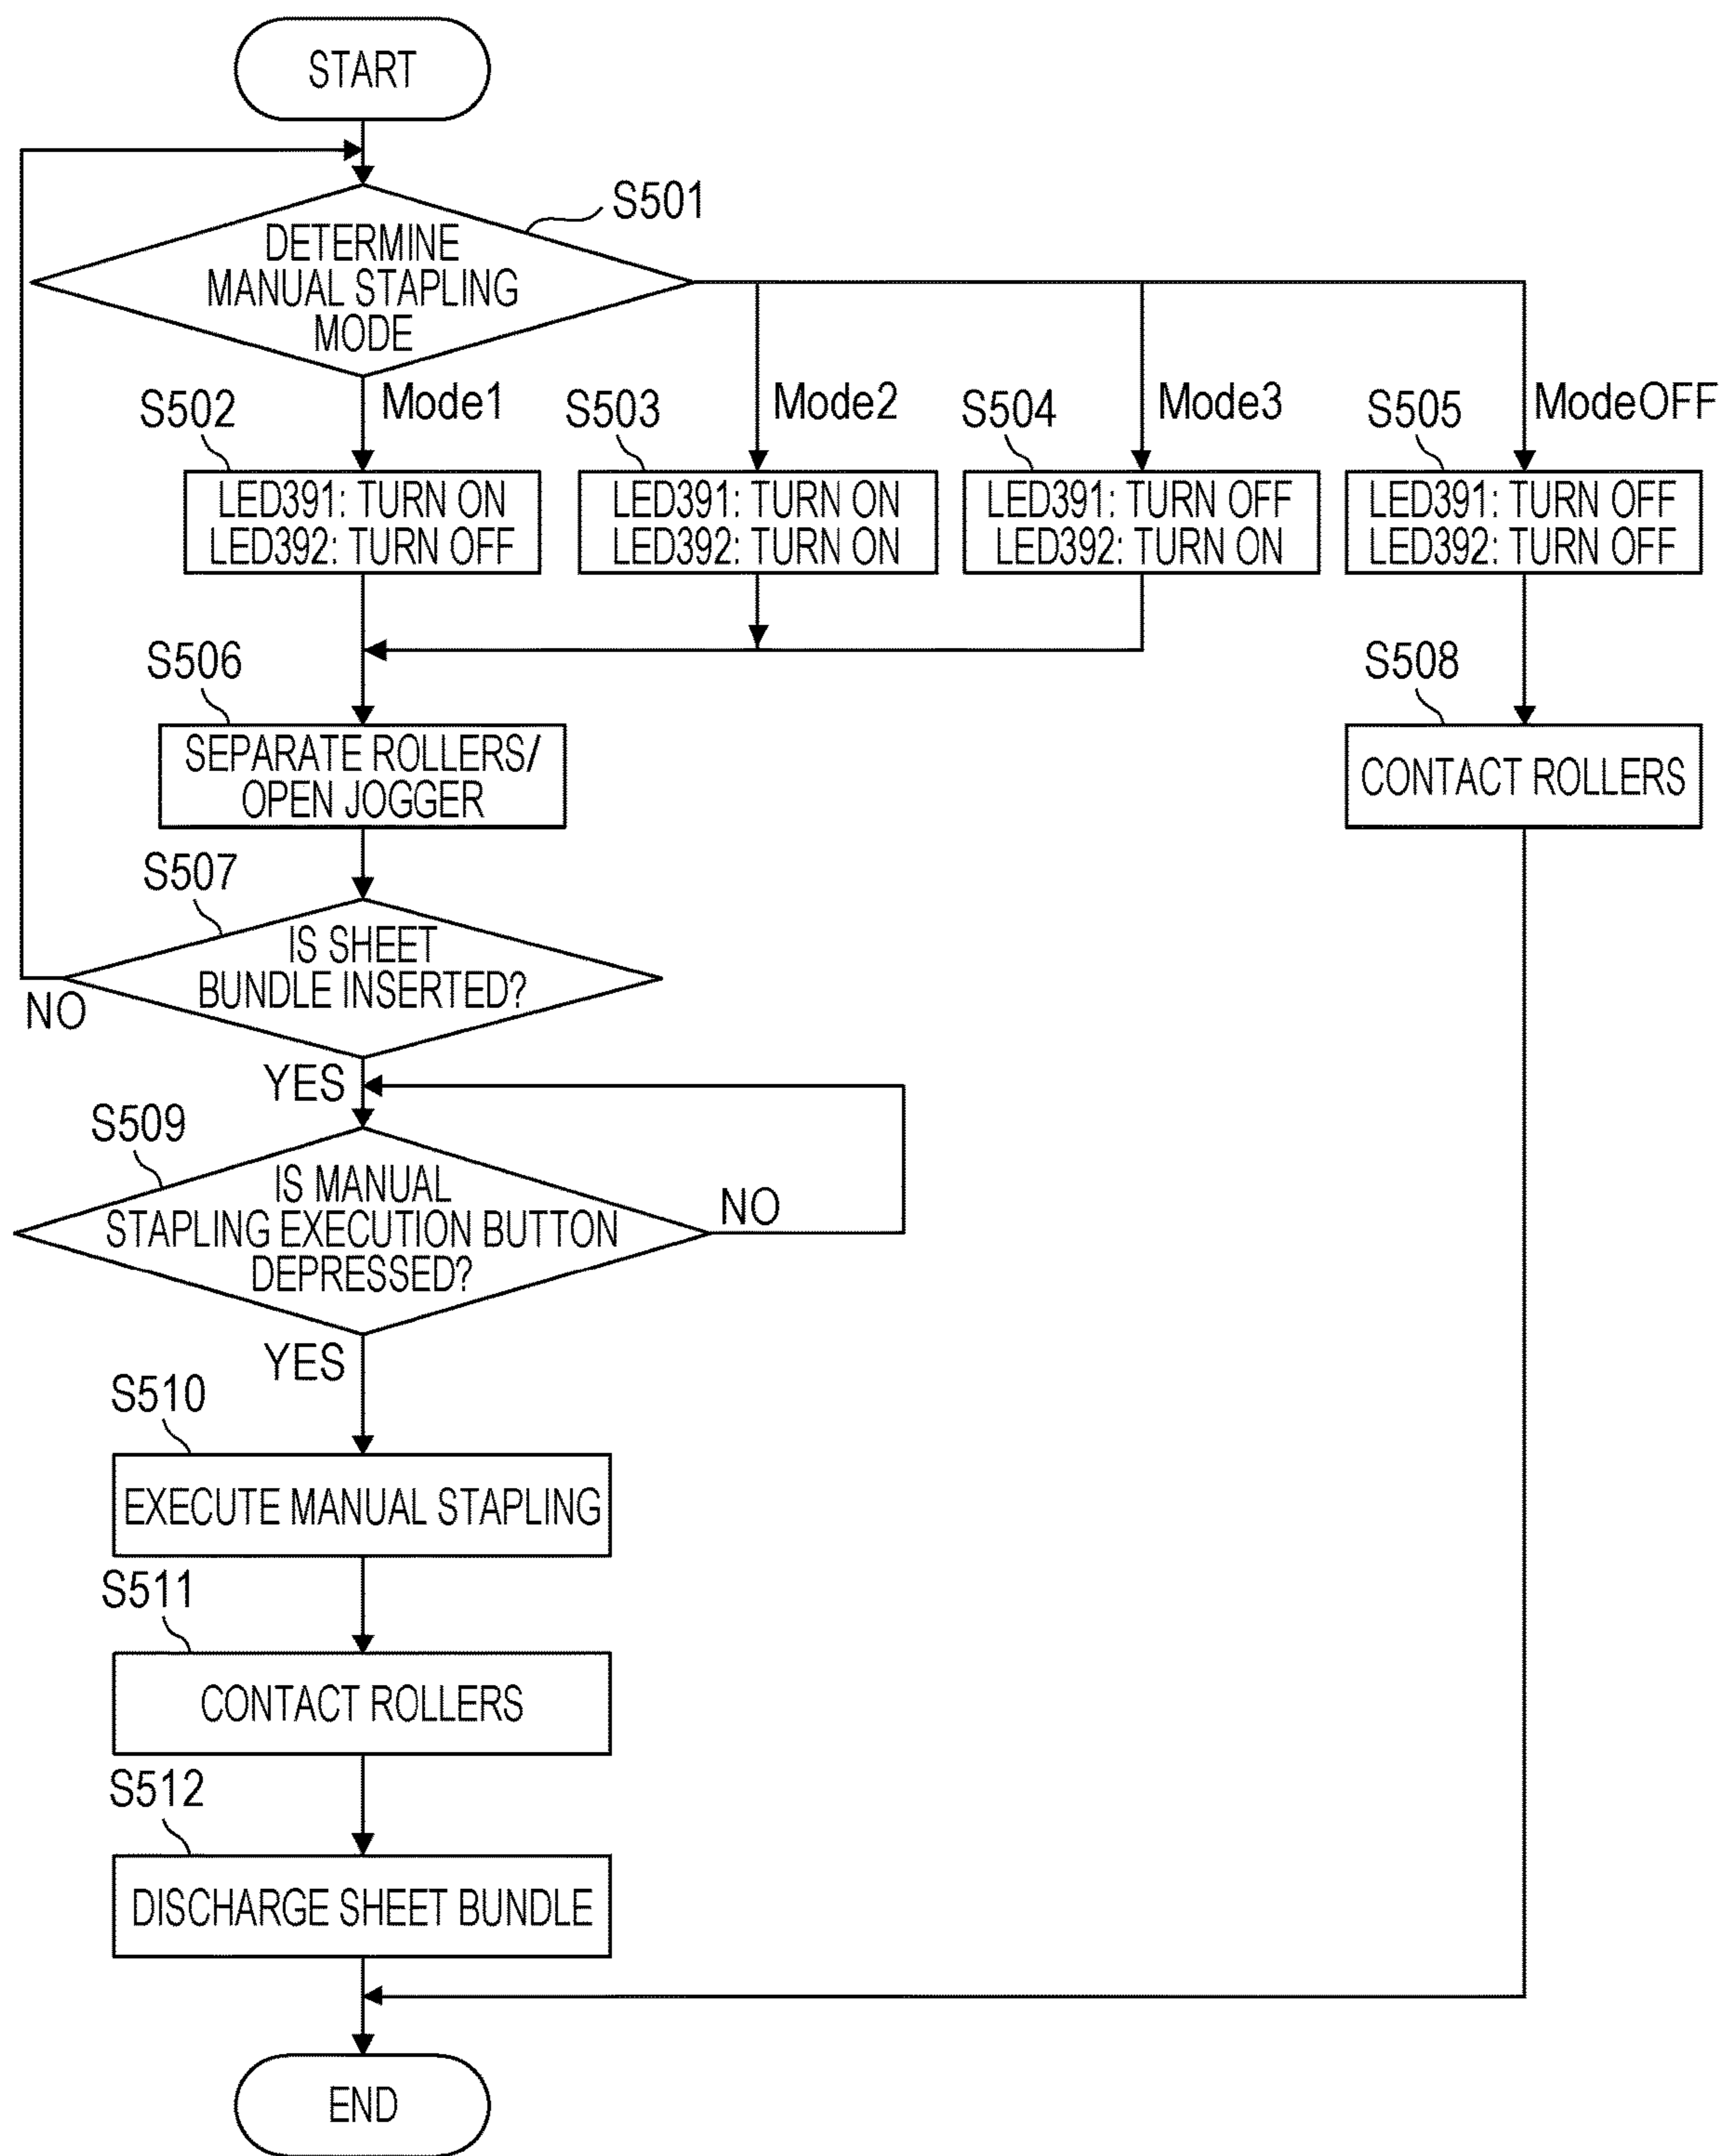 START
S501
DETERMINE
MANUAL STAPLING
MODE
S502
Mode1
S503
Mode2
S504
Mode3
S505
ModeOFF
LED391: TURN ON
LED392: TURN OFF
LED391: TURN ON
LED392: TURN ON
LED391: TURN OFF
LED392: TURN ON
LED391: TURN OFF
LED392: TURN OFF
S506
SEPARATE ROLLERS/
OPEN JOGGER
S508
CONTACT ROLLERS
S507
IS SHEET
BUNDLE INSERTED?
NO
YES
S509
IS MANUAL
STAPLING EXECUTION BUTTON
DEPRESSED?
NO
YES
S510
EXECUTE MANUAL STAPLING
S511
CONTACT ROLLERS
S512
DISCHARGE SHEET BUNDLE
END